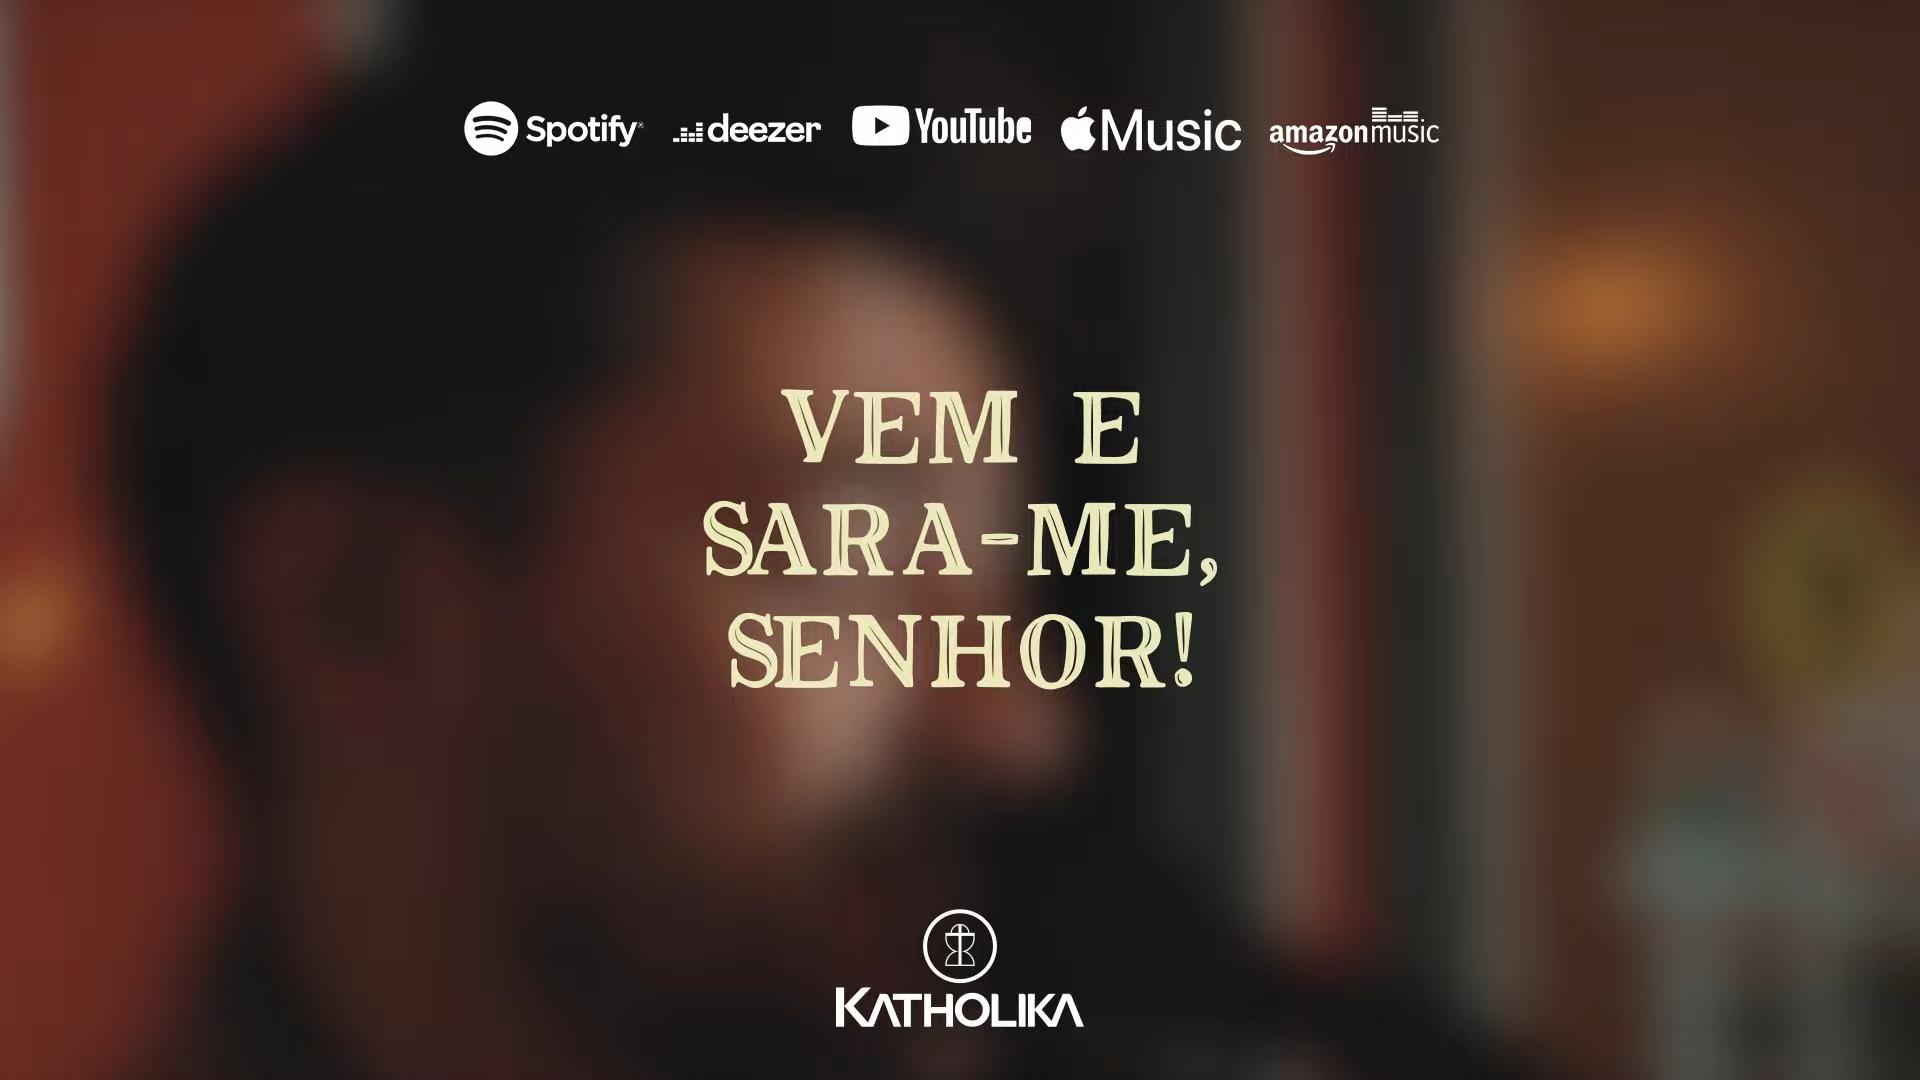 Spotify
deezer
YouTube
Music
amazon music
VEM E
SARA-ME,
SENHOR!
KATHOLIKA